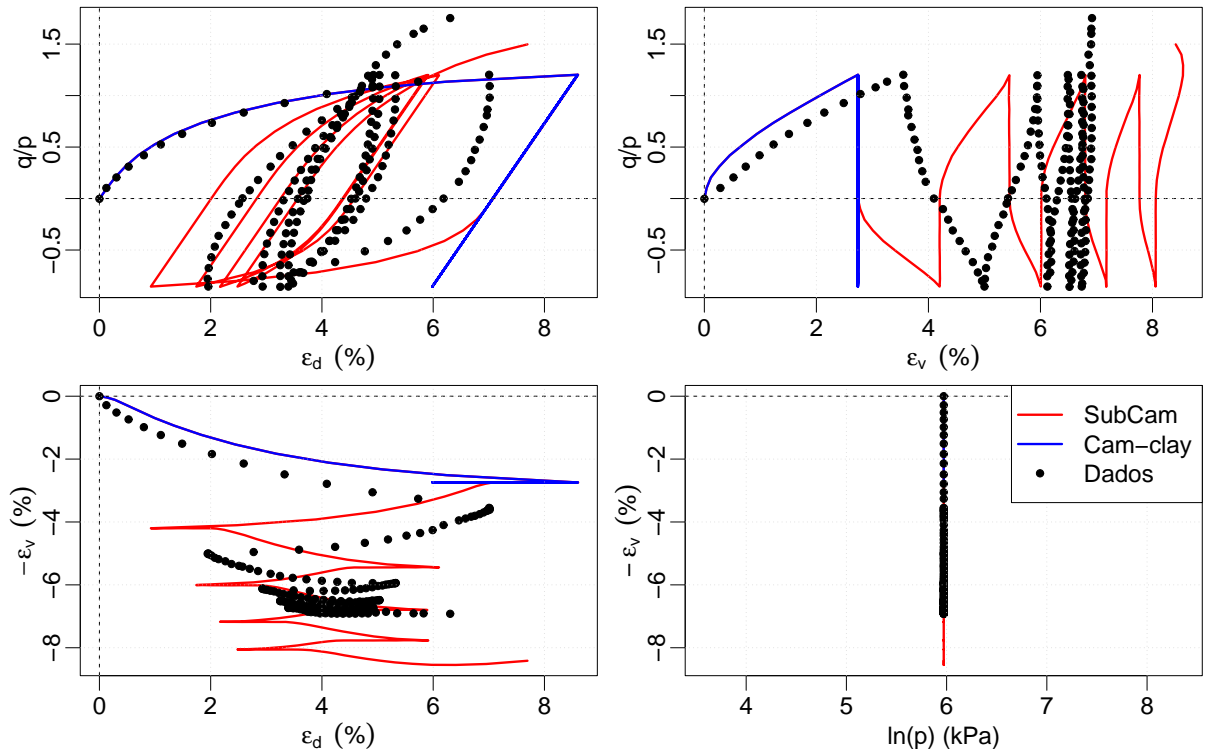 q/p
1.5
0.5
−0.5
0 2 4 6 8
εd (%)
q/p
1.5
0.5
−0.5
0 2 4 6 8
εv (%)
−εv (%)
0
−2
−4
−6
−8
0 2 4 6 8
εd (%)
− εv (%)
0
−2
−4
−6
−8
SubCam
Cam−clay
Dados
4 5 6 7 8
ln(p) (kPa)